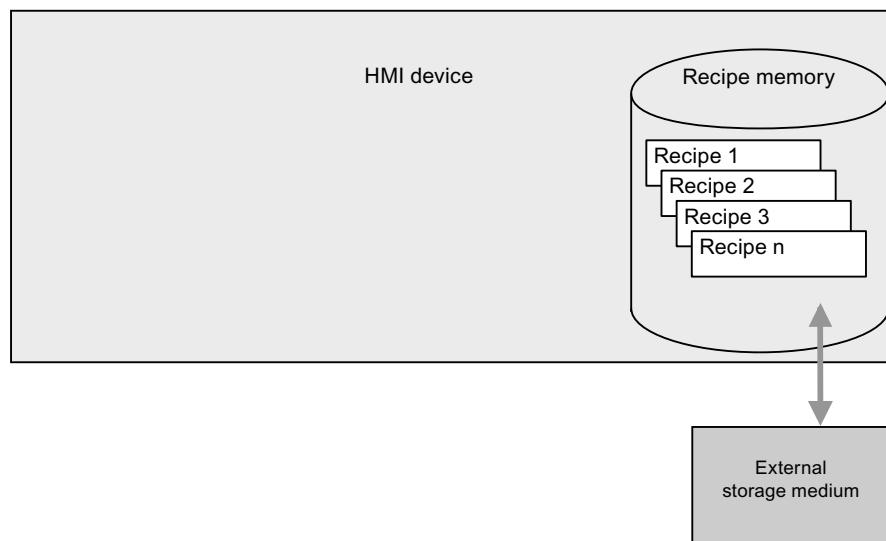 HMI device
Recipe memory
Recipe 1
Recipe 2
Recipe 3
Recipe n
External
storage medium